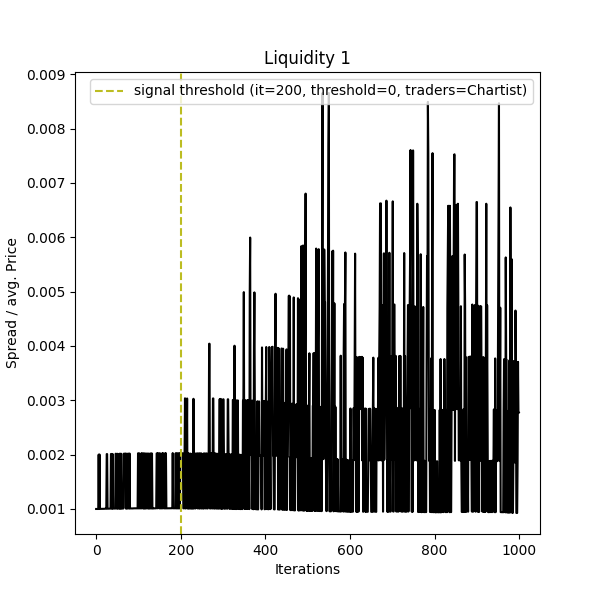 Liquidity 1
signal threshold (it=200, threshold=0, traders=Chartist)
Spread / avg. Price
0.009
0.008
0.007
0.006
0.005
0.004
0.003
0.002
0.001
0 200 400 600 800 1000
Iterations